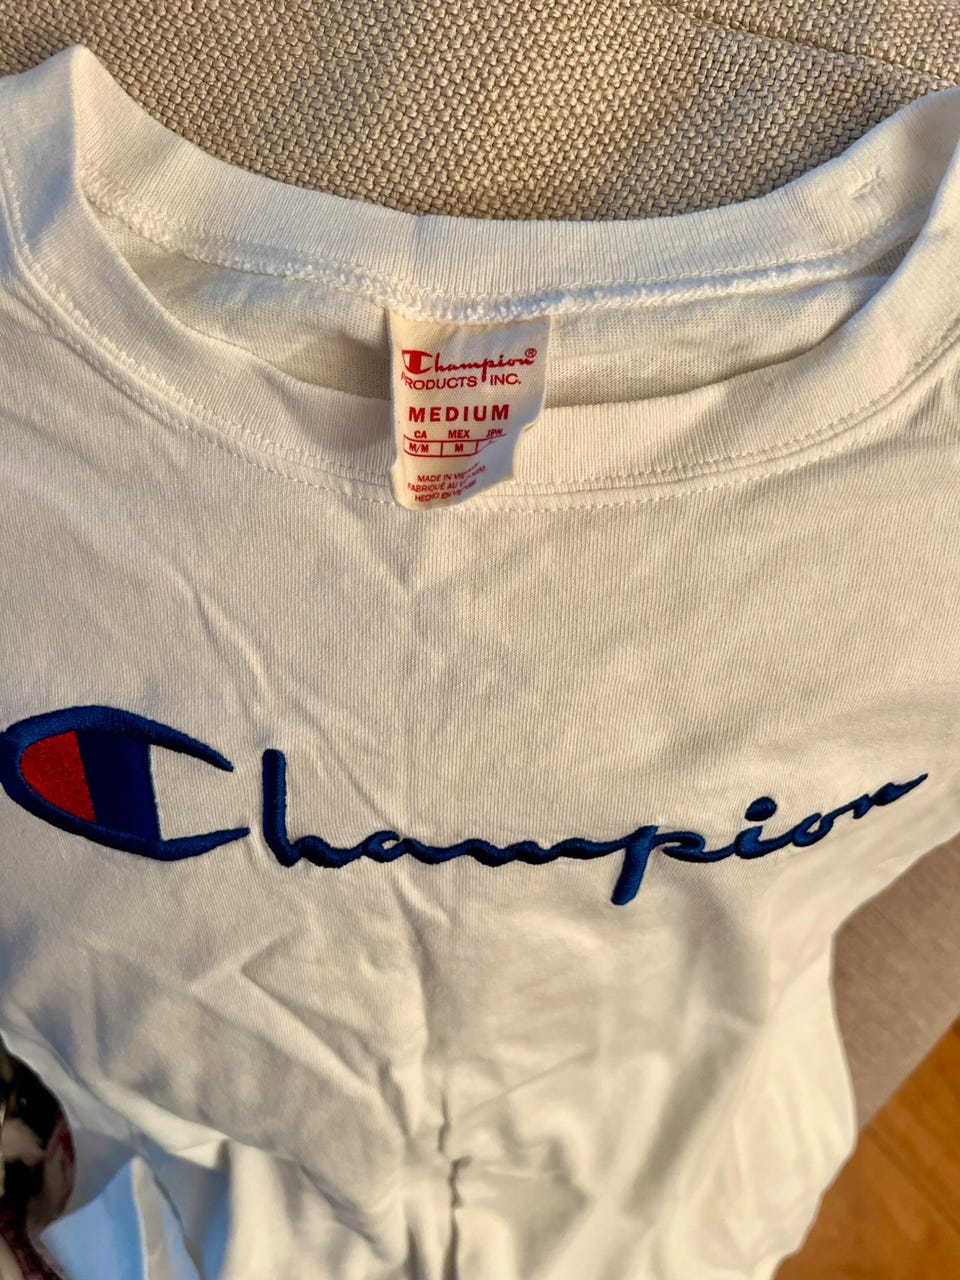 Champion®
PRODUCTS INC.
MEDIUM
CA MEX JPN
M/M M
MADE IN VIETNAM
FABRIQUÉ AU VIETNAM
HECHO EN VIETNAM
Champion